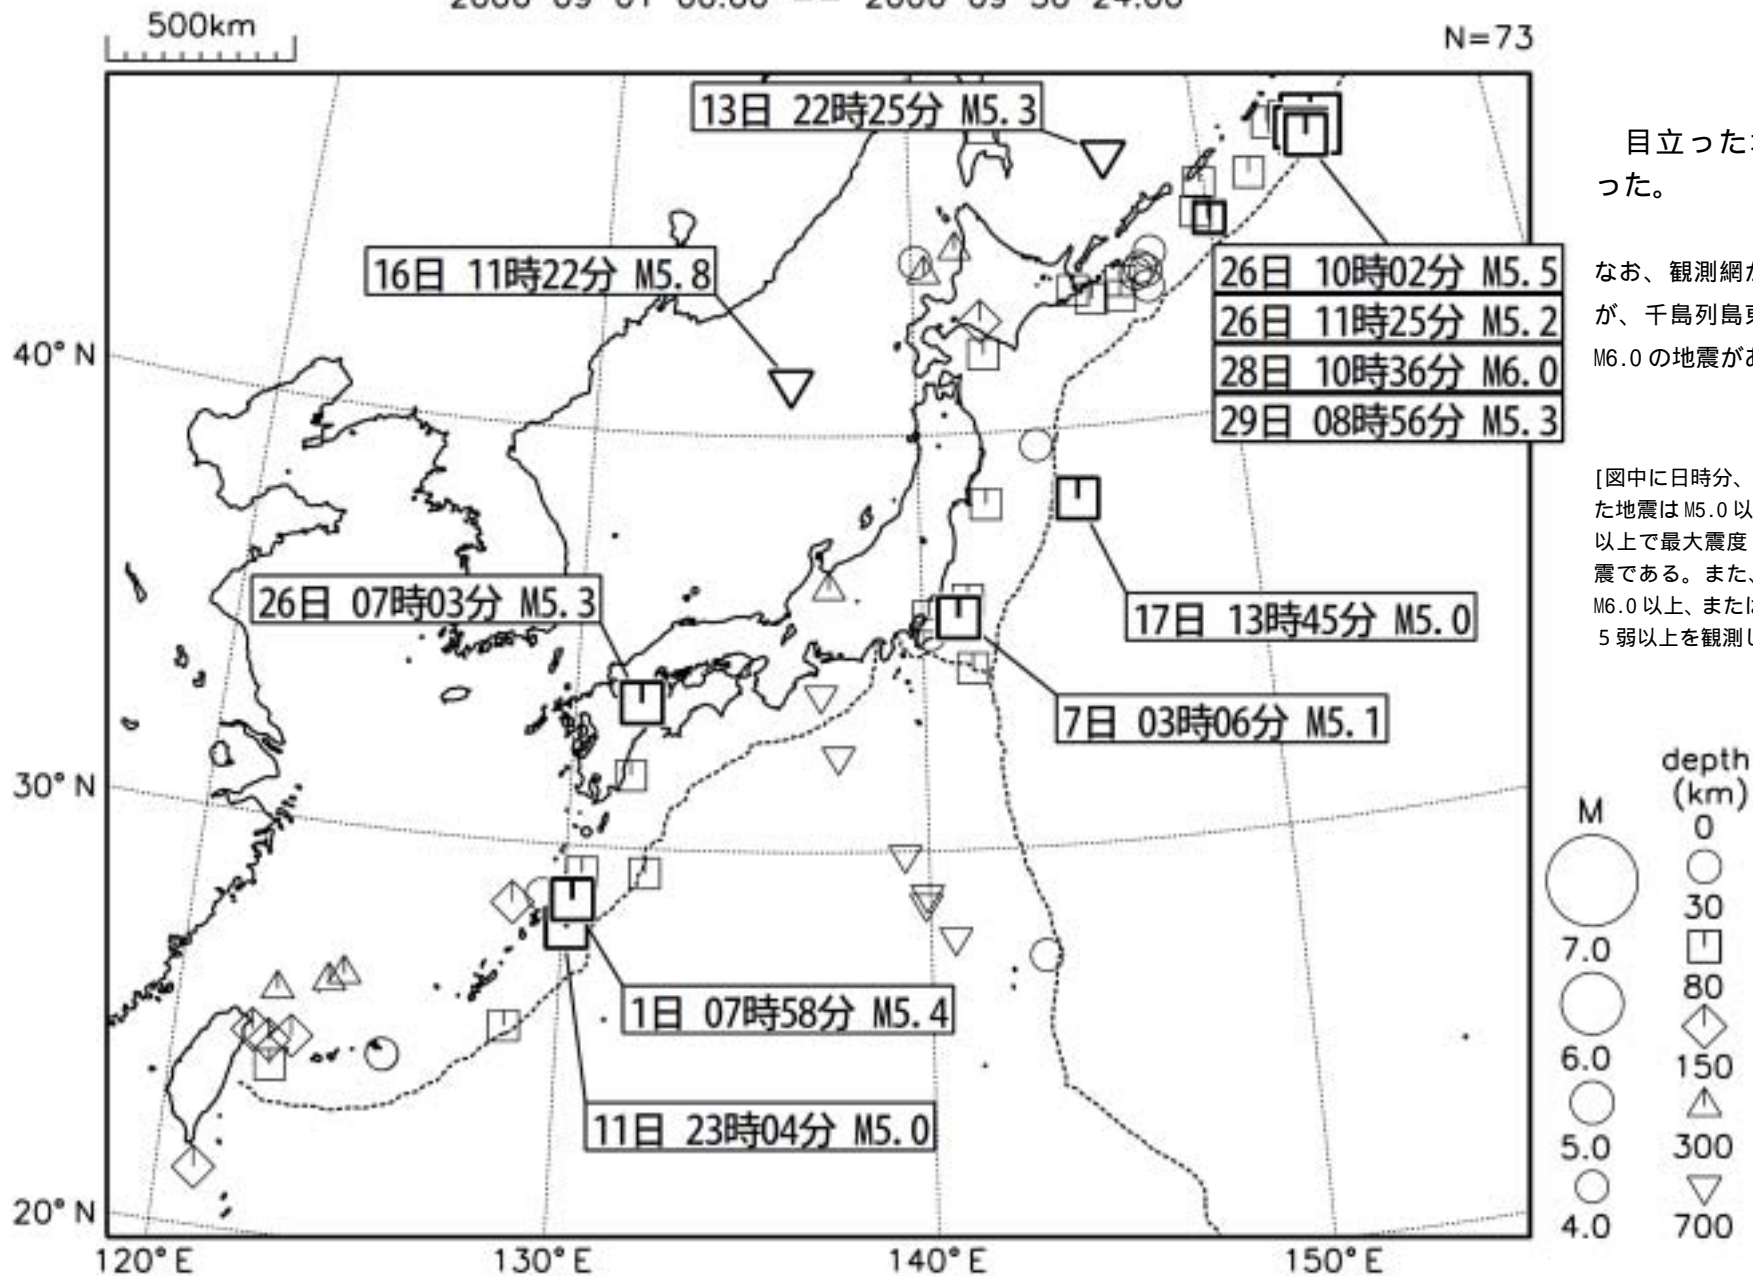 500km
N=73
13日 22時25分 M5.3
16日 11時22分 M5.8
26日 10時02分 M5.5
26日 11時25分 M5.2
28日 10時36分 M6.0
29日 08時56分 M5.3
26日 07時03分 M5.3
17日 13時45分 M5.0
7日 03時06分 M5.1
1日 07時58分 M5.4
11日 23時04分 M5.0
40°N
30°N
20°N
120°E
130°E
140°E
150°E
目立った
った。
なお、観測網
が、千島列島
M6.0の地震が
[図中に日時分、
た地震はM5.0以
以上で最大震度
震である。また、
M6.0以上、または
5弱以上を観測し
M
7.0
6.0
5.0
4.0
depth
(km)
0
30
80
150
300
700